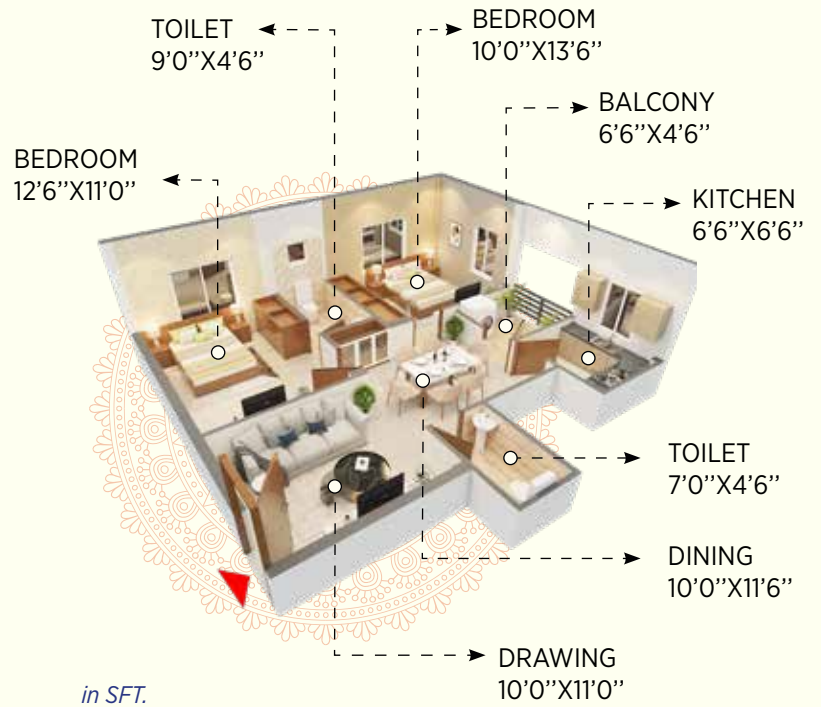 TOILET
9’0’’X4’6’’
BEDROOM
10’0’’X13’6’’
BALCONY
6’6’’X4’6’’
BEDROOM
12’6’’X11’0’’
KITCHEN
6’6’’X6’6’’
TOILET
7’0’’X4’6’’
DINING
10’0’’X11’6’’
DRAWING
10’0’’X11’0’’
in SFT.